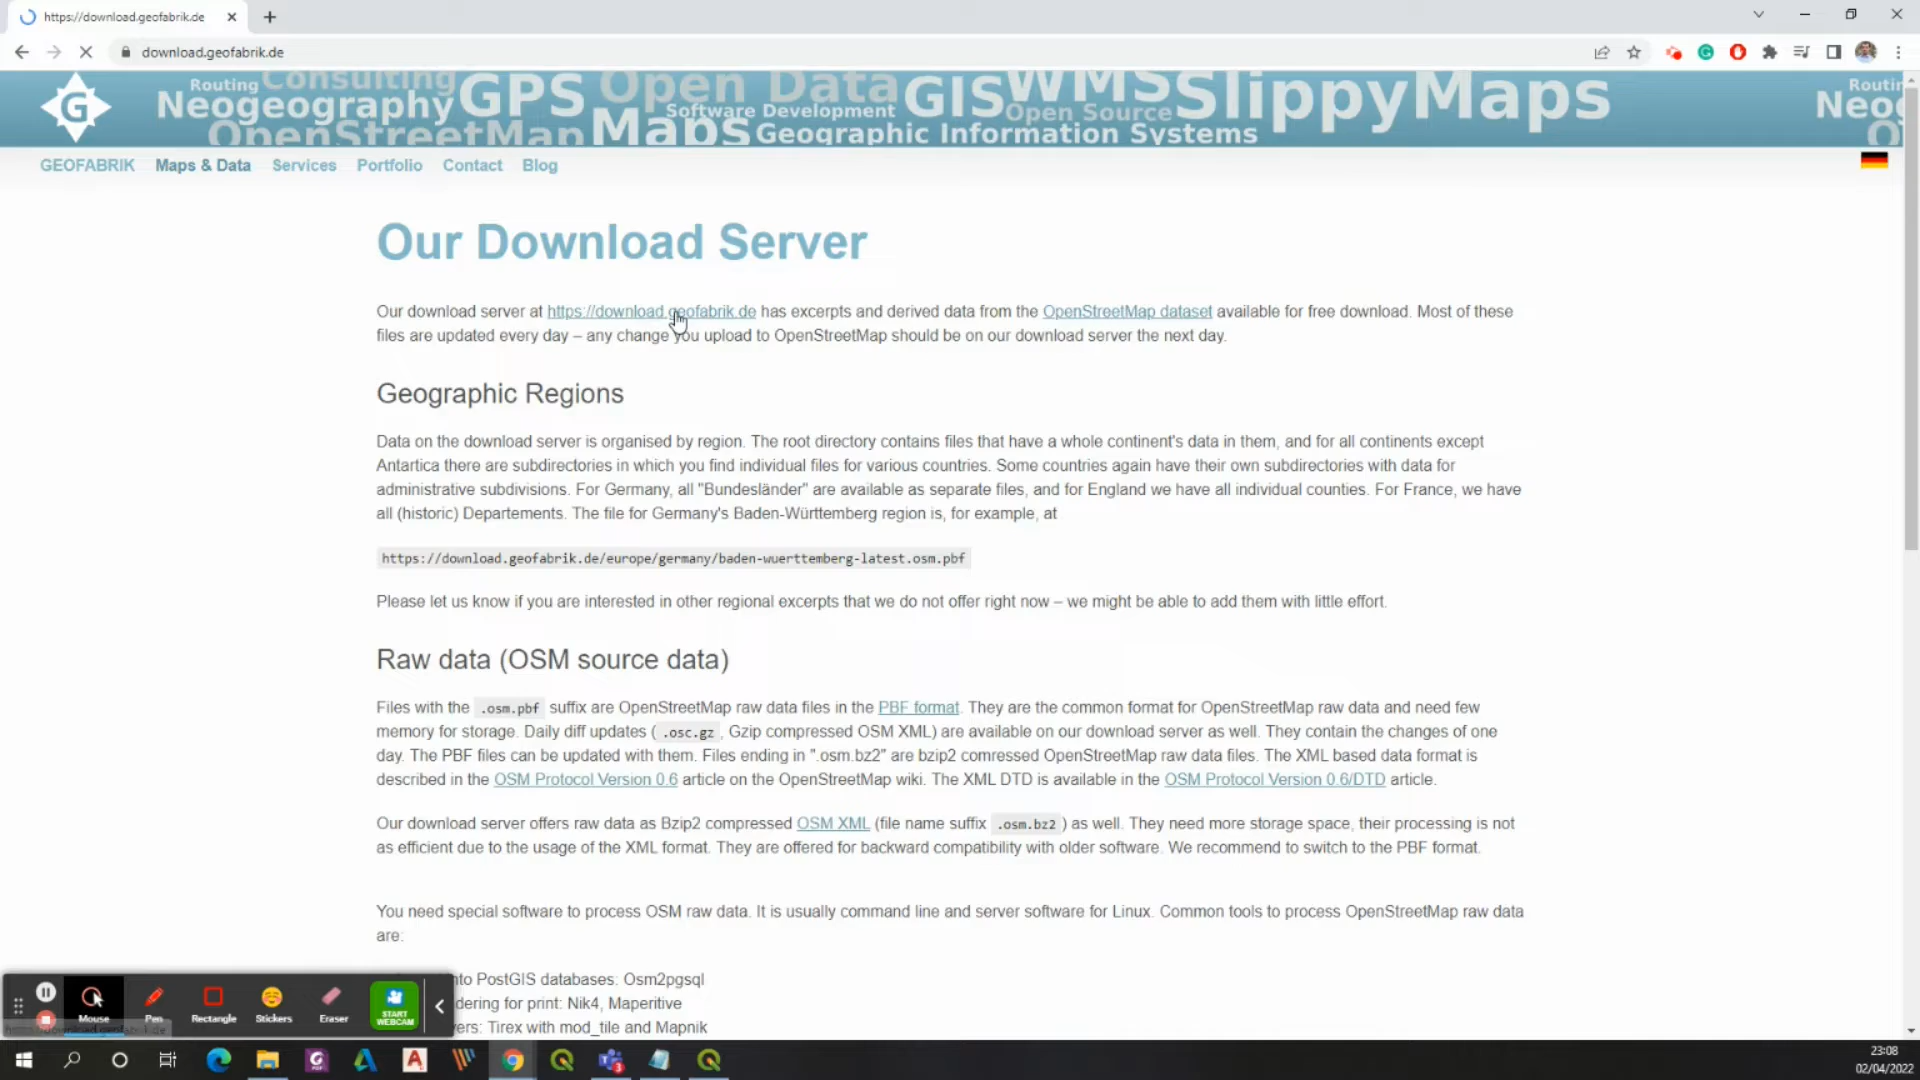 https://download.geofabrik.de
download.geofabrik.de
Routing Consulting GPS Open Data GIS WMS SlippyMaps
Neogeography Software Development Open Source
OpenStreetMap Maps Geographic Information Systems
G
GEOFABRIK Maps & Data Services Portfolio Contact Blog
Our Download Server
Our download server at https://download.geofabrik.de has excerpts and derived data from the OpenStreetMap dataset available for free download. Most of these
files are updated every day – any change you upload to OpenStreetMap should be on our download server the next day.
Geographic Regions
Data on the download server is organised by region. The root directory contains files that have a whole continent's data in them, and for all continents except
Antartica there are subdirectories in which you find individual files for various countries. Some countries again have their own subdirectories with data for
administrative subdivisions. For Germany, all "Bundesländer" are available as separate files, and for England we have all individual counties. For France, we have
all (historic) Departements. The file for Germany's Baden-Württemberg region is, for example, at
https://download.geofabrik.de/europe/germany/baden-wuerttemberg-latest.osm.pbf
Please let us know if you are interested in other regional excerpts that we do not offer right now – we might be able to add them with little effort.
Raw data (OSM source data)
Files with the .osm.pbf suffix are OpenStreetMap raw data files in the PBF format. They are the common format for OpenStreetMap raw data and need few
memory for storage. Daily diff updates ( .osc.gz , Gzip compressed OSM XML) are available on our download server as well. They contain the changes of one
day. The PBF files can be updated with them. Files ending in ".osm.bz2" are bzip2 comressed OpenStreetMap raw data files. The XML based data format is
described in the OSM Protocol Version 0.6 article on the OpenStreetMap wiki. The XML DTD is available in the OSM Protocol Version 0.6/DTD article.
Our download server offers raw data as Bzip2 compressed OSM XML (file name suffix .osm.bz2 ) as well. They need more storage space, their processing is not
as efficient due to the usage of the XML format. They are offered for backward compatibility with older software. We recommend to switch to the PBF format.
You need special software to process OSM raw data. It is usually command line and server software for Linux. Common tools to process OpenStreetMap raw data
are:
nto PostGIS databases: Osm2pgsql
dering for print: Nik4, Maperitive
vers: Tirex with mod_tile and Mapnik
Mouse Pen Rectangle Stickers Eraser START WEBCAM
23:08
02/04/2022